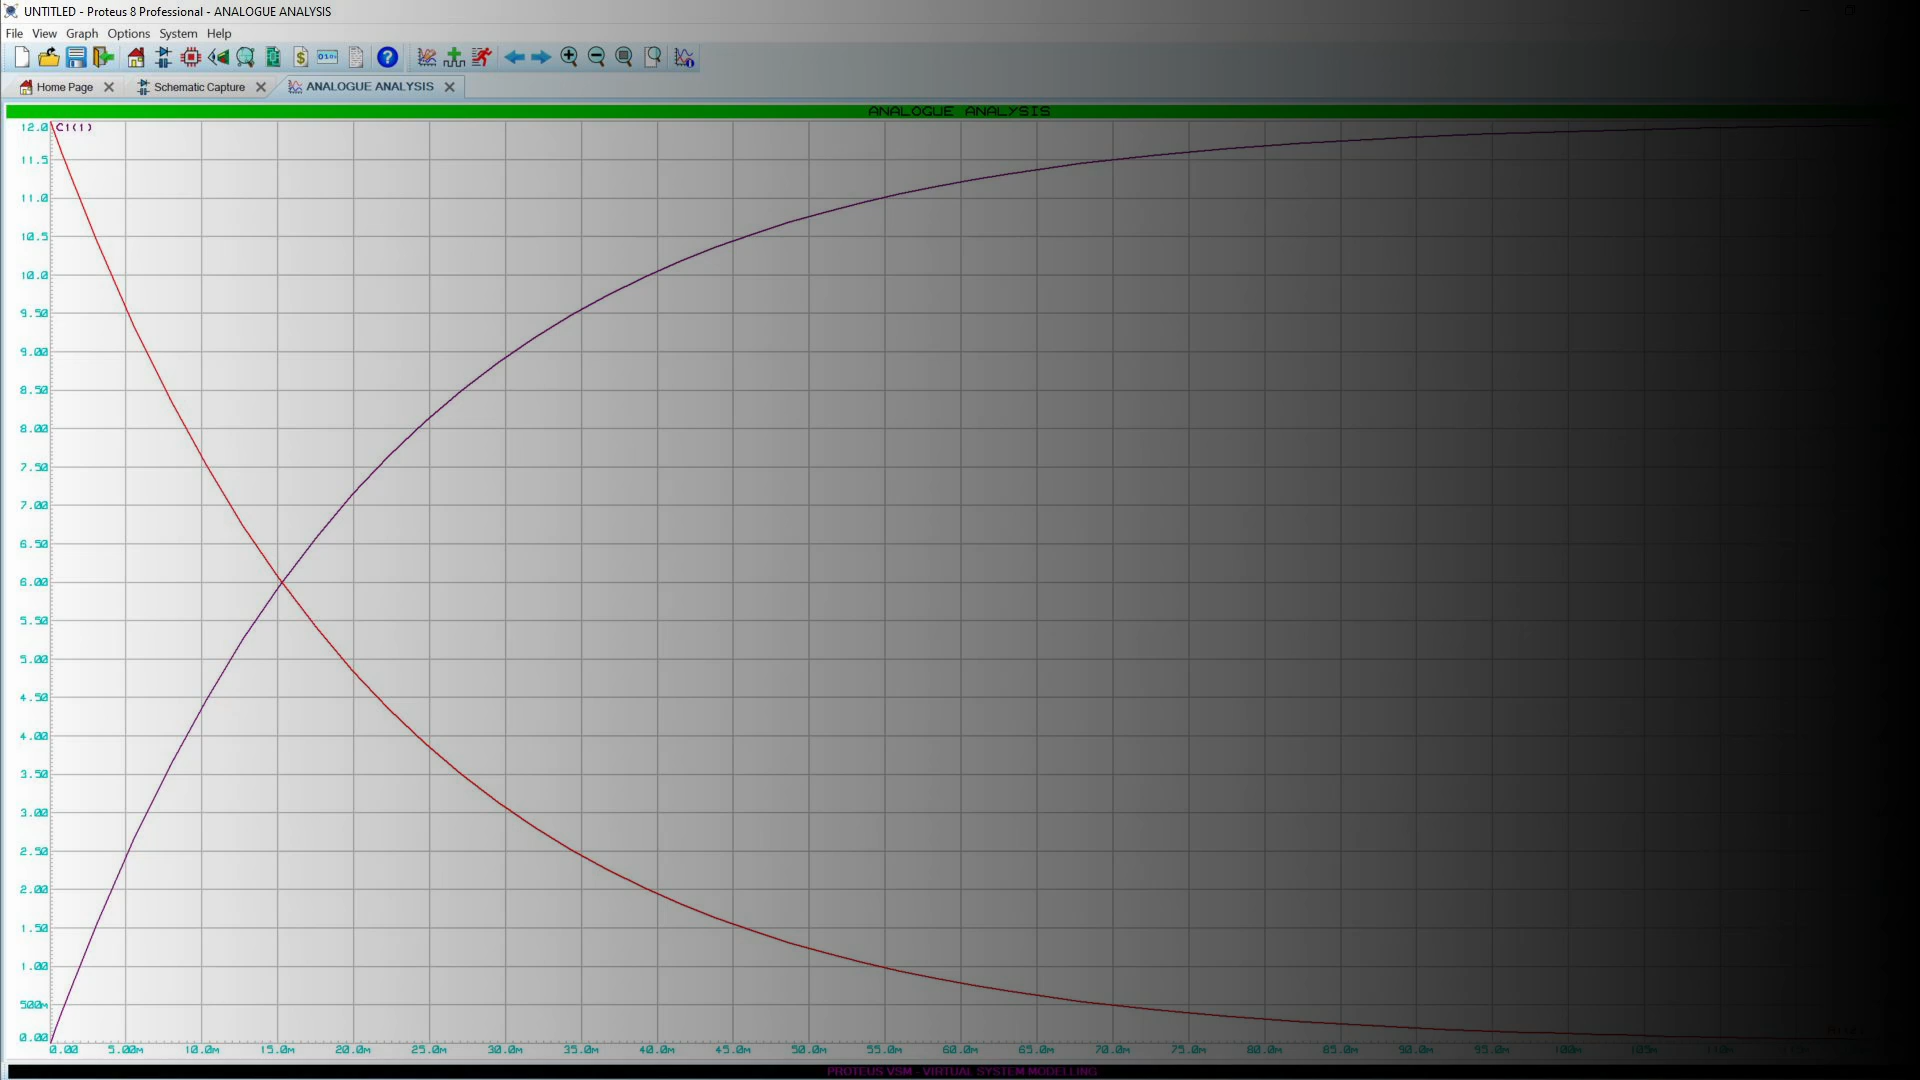 UNTITLED - Proteus 8 Professional - ANALOGUE ANALYSIS
File View Graph Options System Help
Home Page Schematic Capture ANALOGUE ANALYSIS
ANALOGUE ANALYSIS
12.0 C1(1)
11.5
11.0
10.5
10.0
9.50
9.00
8.50
8.00
7.50
7.00
6.50
6.00
5.50
5.00
4.50
4.00
3.50
3.00
2.50
2.00
1.50
1.00
500m
0.00
0.00 5.00m 10.0m 15.0m 20.0m 25.0m 30.0m 35.0m 40.0m 45.0m 50.0m 55.0m 60.0m 65.0m 70.0m 75.0m 80.0m 85.0m 90.0m 95.0m 100m 105m 110m 115m
PROTEUS VSM - VIRTUAL SYSTEM MODELLING